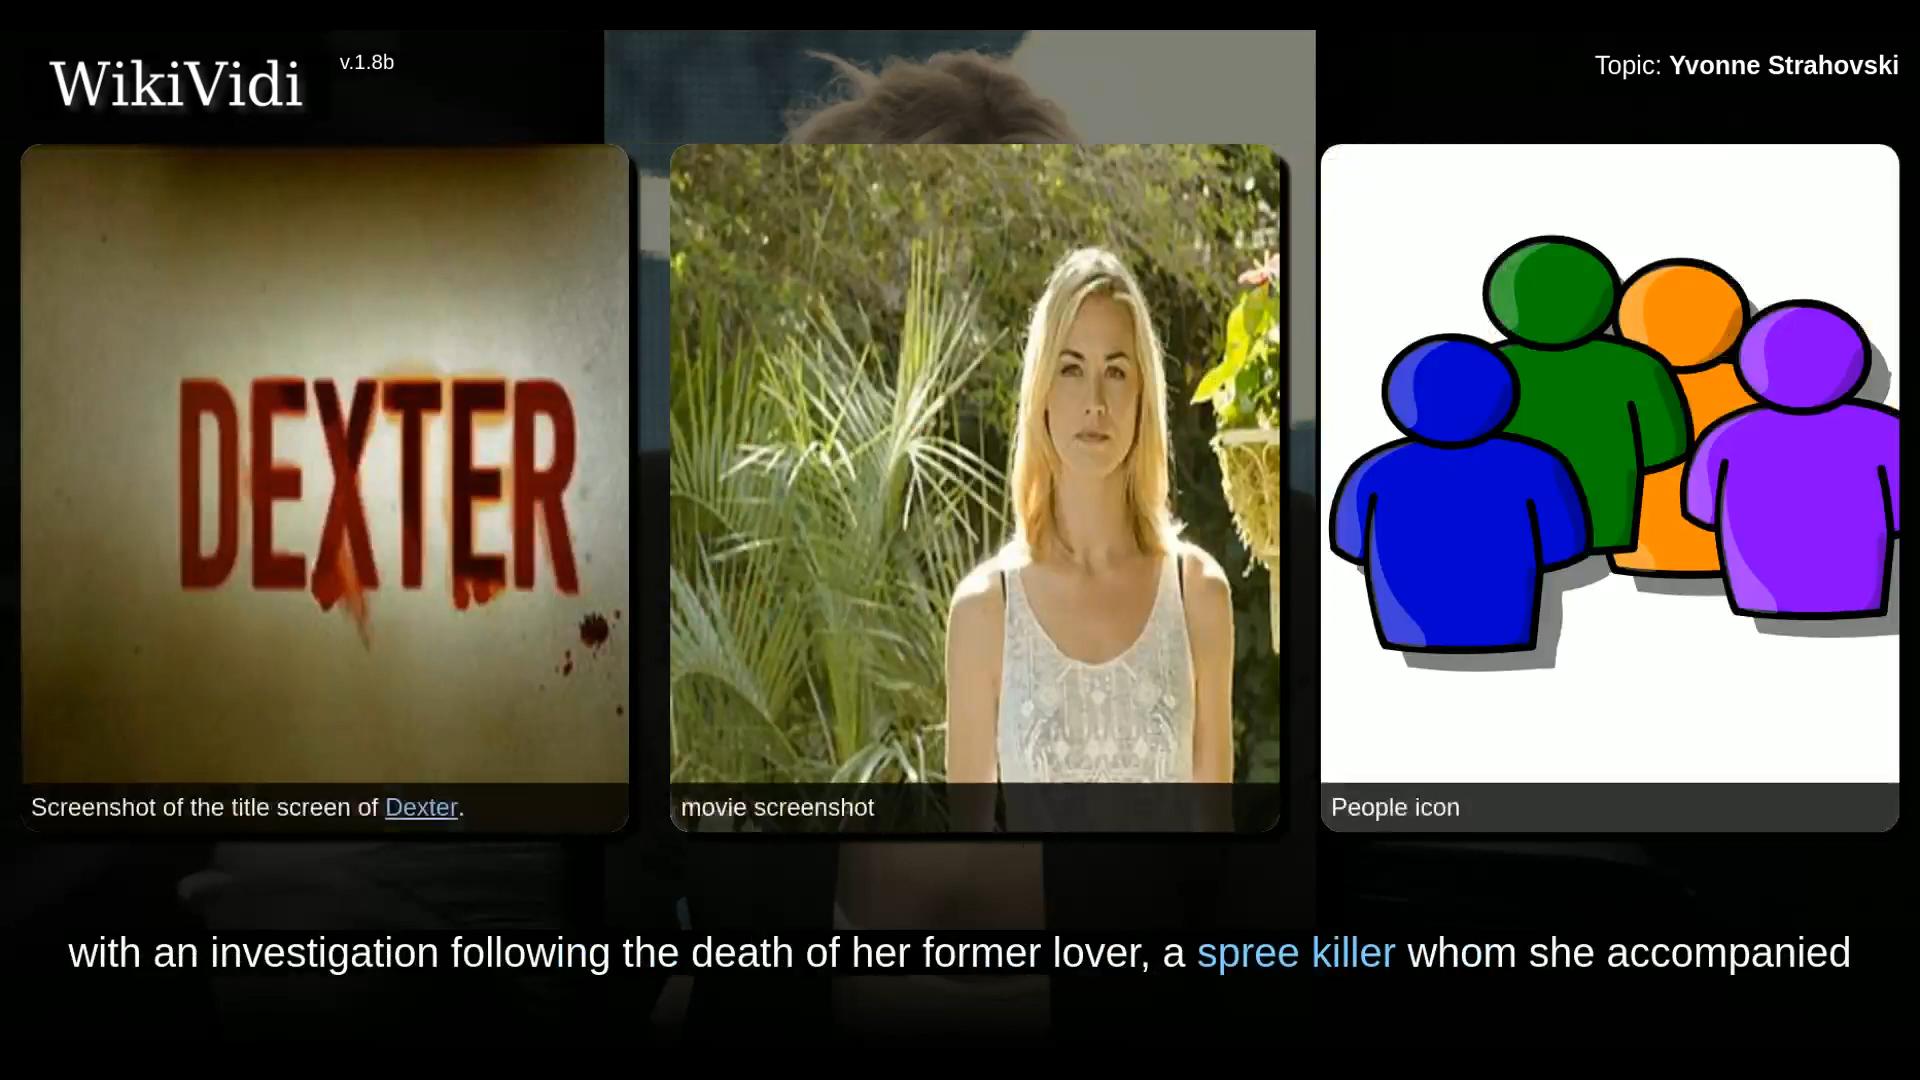 WikiVidi
v.1.8b
Topic: Yvonne Strahovski
DEXTER
Screenshot of the title screen of Dexter.
movie screenshot
People icon
with an investigation following the death of her former lover, a spree killer whom she accompanied